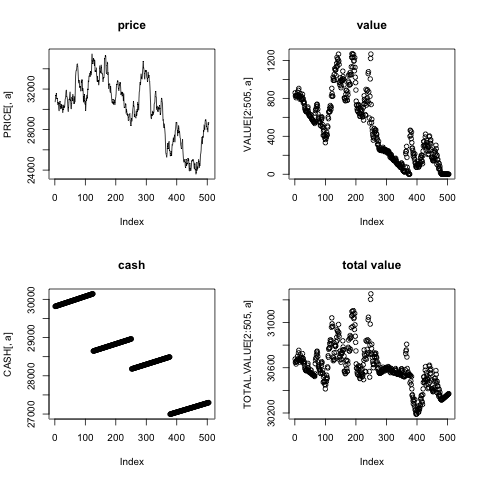 price
PRICE[, a]
32000
28000
24000
0 100 200 300 400 500
Index
value
VALUE[2:505, a]
1200
800
400
0
0 100 200 300 400 500
Index
cash
CASH[, a]
30000
29000
28000
27000
0 100 200 300 400 500
Index
total value
TOTAL.VALUE[2:505, a]
31000
30600
30200
0 100 200 300 400 500
Index